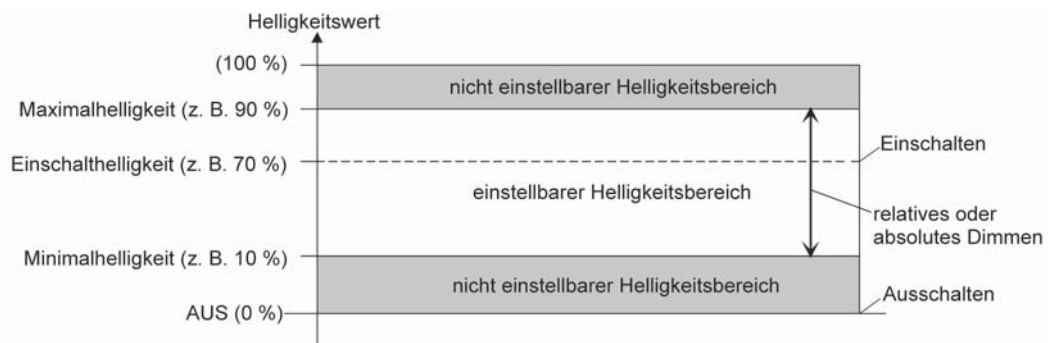 Helligkeitswert
(100 %)
nicht einstellbarer Helligkeitsbereich
Maximalhelligkeit (z. B. 90 %)
Einschalten
Einschalthelligkeit (z. B. 70 %)
einstellbarer Helligkeitsbereich
relatives oder
absolutes Dimmen
Minimalhelligkeit (z. B. 10 %)
nicht einstellbarer Helligkeitsbereich
Ausschalten
AUS (0 %)